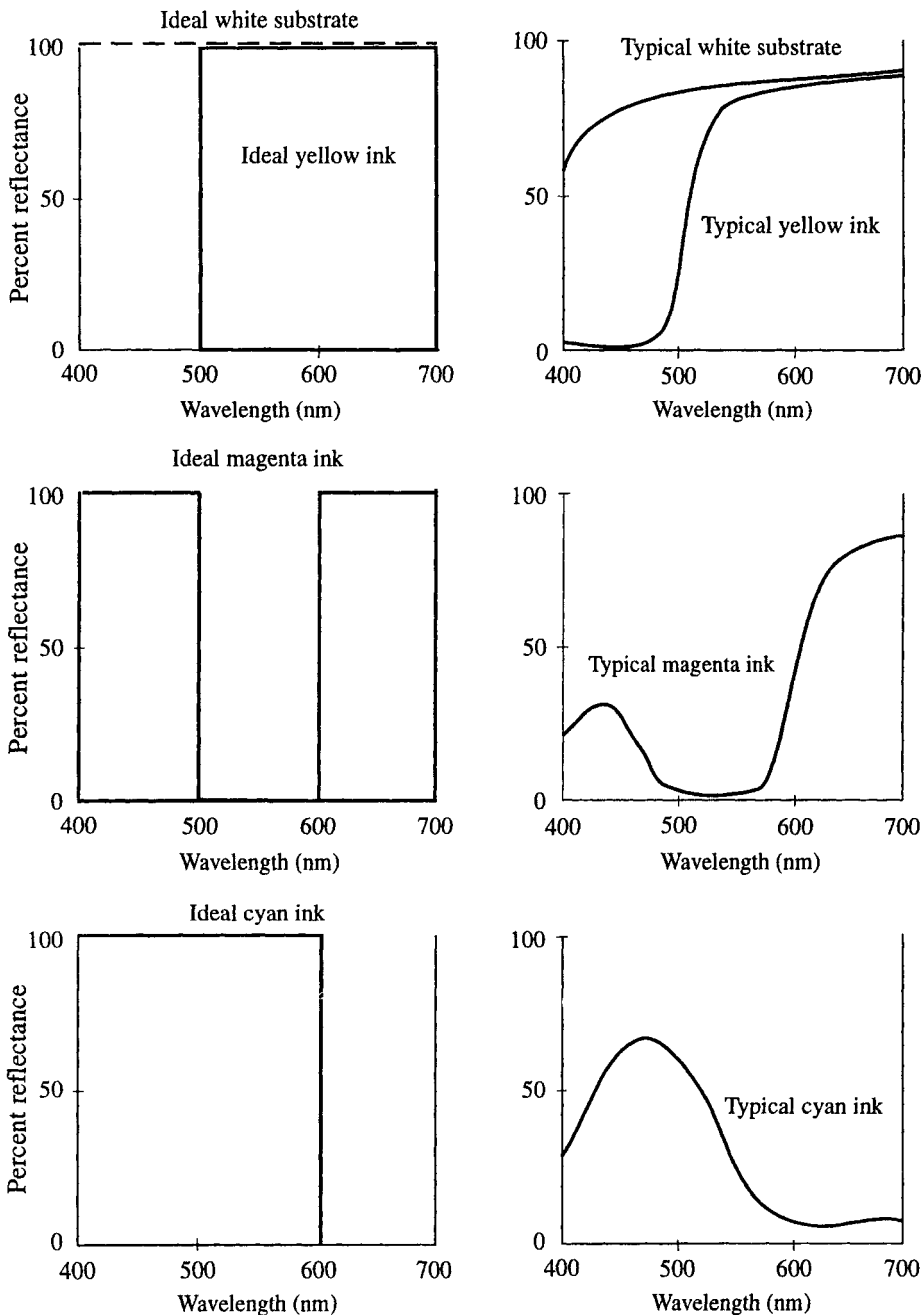 Ideal white substrate
100
50
0
Percent reflectance
Ideal yellow ink
400 500 600 700
Wavelength (nm)
Typical white substrate
100
50
0
Typical yellow ink
400 500 600 700
Wavelength (nm)
Ideal magenta ink
100
50
0
Percent reflectance
400 500 600 700
Wavelength (nm)
100
50
0
Typical magenta ink
400 500 600 700
Wavelength (nm)
Ideal cyan ink
100
50
0
Percent reflectance
400 500 600 700
Wavelength (nm)
100
50
0
Typical cyan ink
400 500 600 700
Wavelength (nm)